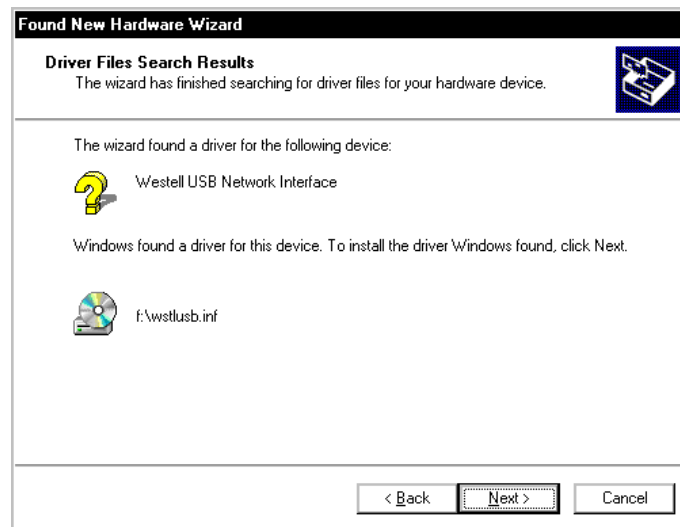 Found New Hardware Wizard
Driver Files Search Results
The wizard has finished searching for driver files for your hardware device.
The wizard found a driver for the following device:
Westell USB Network Interface
Windows found a driver for this device. To install the driver Windows found, click Next.
f:\wstlusb.inf
< Back Next > Cancel